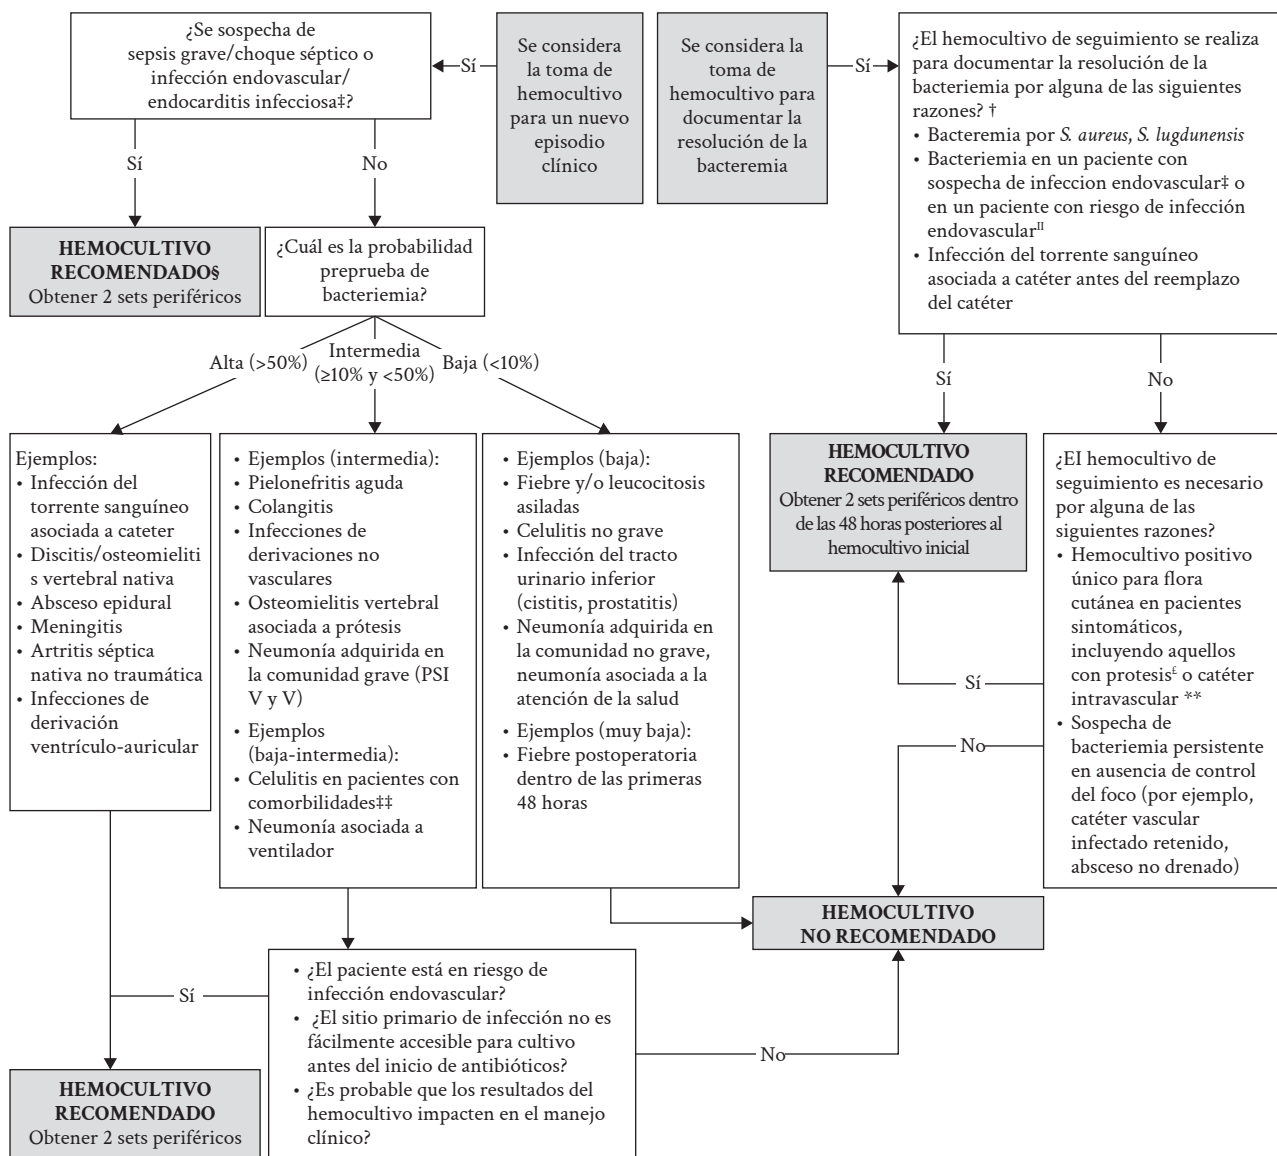 ¿Se sospecha de
sepsis grave/choque séptico o
infección endovascular/
endocarditis infecciosa‡?
Sí
Se considera
la toma de
hemocultivo
para un nuevo
episodio
clínico
Se considera la
toma de
hemocultivo para
documentar la
resolución de la
bacteremia
Sí
¿El hemocultivo de seguimiento se realiza
para documentar la resolución de la
bacteriemia por alguna de las siguientes
razones? †
• Bacteremia por S. aureus, S. lugdunensis
• Bacteriemia en un paciente con
sospecha de infeccion endovascular‡ o
en un paciente con riesgo de infección
endovascularᴵᴵ
• Infección del torrente sanguíneo
asociada a catéter antes del reemplazo
del catéter
Sí
No
HEMOCULTIVO
RECOMENDADO§
Obtener 2 sets periféricos
¿Cuál es la probabilidad
preprueba de
bacteriemia?
Alta (>50%)
Intermedia
(≥10% y <50%)
Baja (<10%)
Sí
No
Ejemplos:
• Infección del
torrente sanguíneo
asociada a cateter
• Discitis/osteomieliti
s vertebral nativa
• Absceso epidural
• Meningitis
• Artritis séptica
nativa no traumática
• Infecciones de
derivación
ventrículo-auricular
• Ejemplos (intermedia):
• Pielonefritis aguda
• Colangitis
• Infecciones de
derivaciones no
vasculares
• Osteomielitis vertebral
asociada a prótesis
• Neumonía adquirida en
la comunidad grave (PSI
V y V)
• Ejemplos
(baja-intermedia):
• Celulitis en pacientes con
comorbilidades‡‡
• Neumonía asociada a
ventilador
• Ejemplos (baja):
• Fiebre y/o leucocitosis
asiladas
• Celulitis no grave
• Infección del tracto
urinario inferior
(cistitis, prostatitis)
• Neumonía adquirida en
la comunidad no grave,
neumonía asociada a la
atención de la salud
• Ejemplos (muy baja):
• Fiebre postoperatoria
dentro de las primeras
48 horas
HEMOCULTIVO
RECOMENDADO
Obtener 2 sets periféricos dentro
de las 48 horas posteriores al
hemocultivo inicial
¿EI hemocultivo de
seguimiento es necesario
por alguna de las
siguientes razones?
• Hemocultivo positivo
único para flora
cutánea en pacientes
sintomáticos,
incluyendo aquellos
con protesis£ o catéter
intravascular **
• Sospecha de
bacteriemia persistente
en ausencia de control
del foco (por ejemplo,
catéter vascular
infectado retenido,
absceso no drenado)
Sí
No
HEMOCULTIVO
NO RECOMENDADO
• ¿El paciente está en riesgo de
infección endovascular?
• ¿El sitio primario de infección no es
fácilmente accesible para cultivo
antes del inicio de antibióticos?
• ¿Es probable que los resultados del
hemocultivo impacten en el manejo
clínico?
Sí
No
HEMOCULTIVO
RECOMENDADO
Obtener 2 sets periféricos